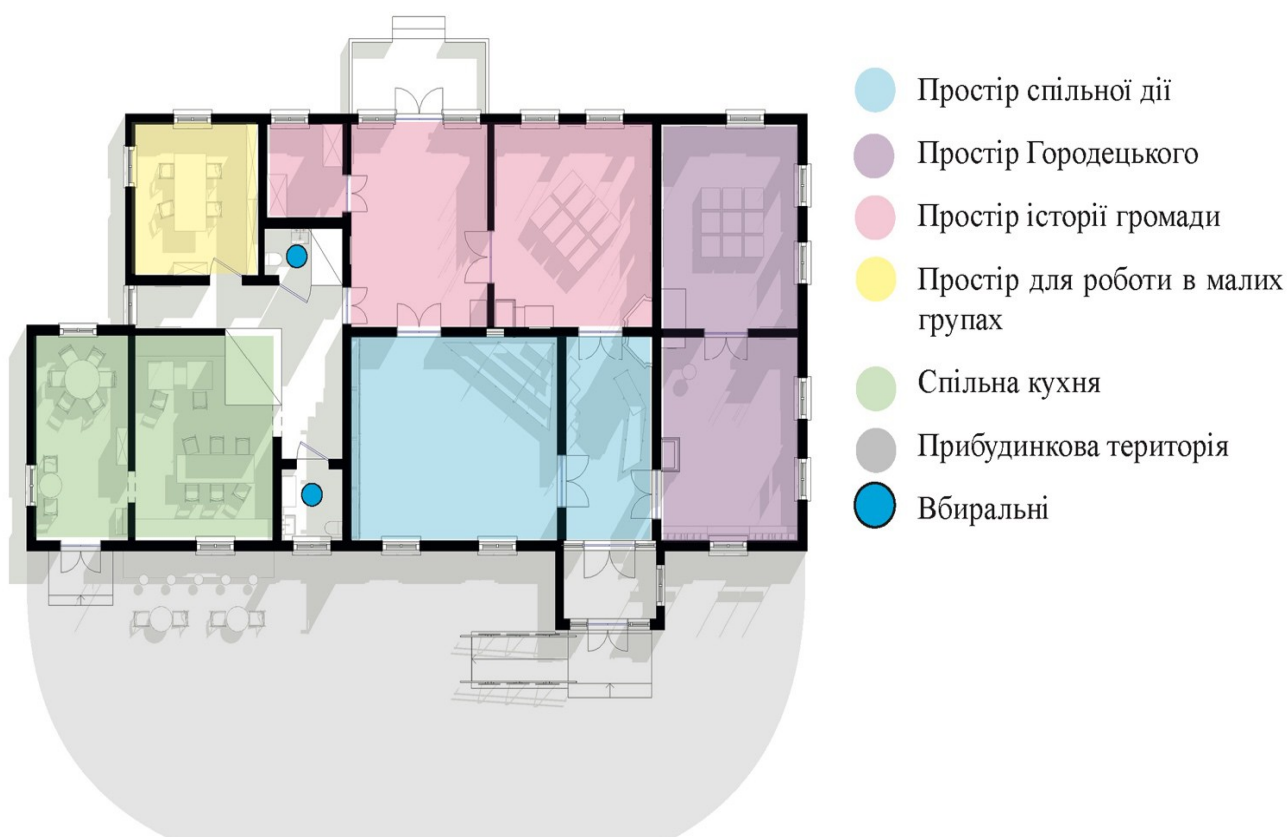 Простір спільної дії
Простір Городецького
Простір історії громади
Простір для роботи в малих
групах
Спільна кухня
Прибудинкова територія
Вбиральні